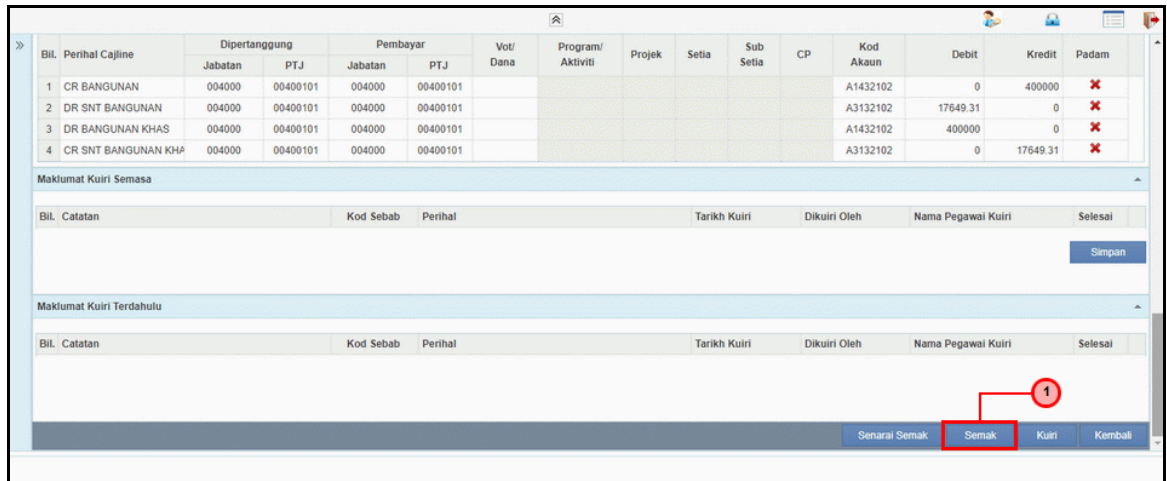 Bil. Perihal Cajline Dipertanggung Pembayar Vot/ Dana Program/ Aktiviti Projek Setia Sub Setia CP Kod Akaun Debit Kredit Padam
Jabatan PTJ Jabatan PTJ
1 CR BANGUNAN 004000 00400101 004000 00400101 A1432102 0 400000
2 DR SNT BANGUNAN 004000 00400101 004000 00400101 A3132102 17649.31 0
3 DR BANGUNAN KHAS 004000 00400101 004000 00400101 A1432102 400000 0
4 CR SNT BANGUNAN KHA 004000 00400101 004000 00400101 A3132102 0 17649.31
Maklumat Kuiri Semasa
Bil. Catatan Kod Sebab Perihal Tarikh Kuiri Dikuiri Oleh Nama Pegawai Kuiri Selesai
Simpan
Maklumat Kuiri Terdahulu
Bil. Catatan Kod Sebab Perihal Tarikh Kuiri Dikuiri Oleh Nama Pegawai Kuiri Selesai
1
Senarai Semak Semak Kuiri Kembali